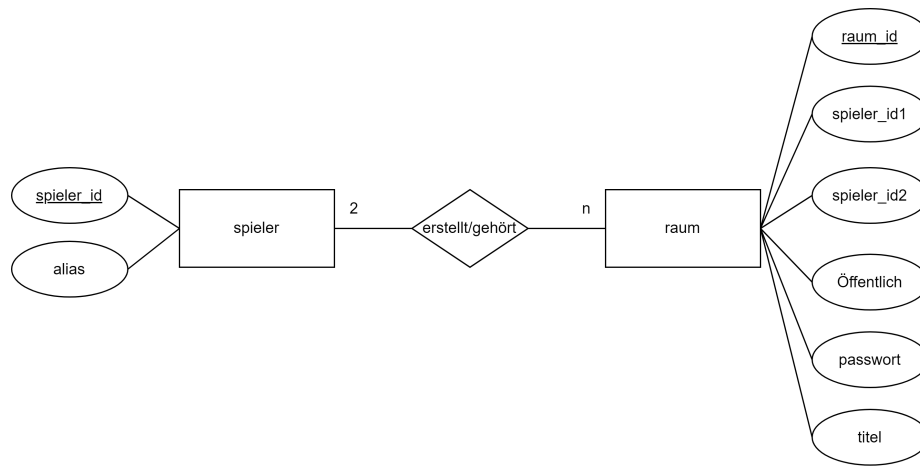 raum_id
spieler_id1
spieler_id
spieler_id2
2
n
spieler
erstellt/gehört
raum
alias
Öffentlich
passwort
titel